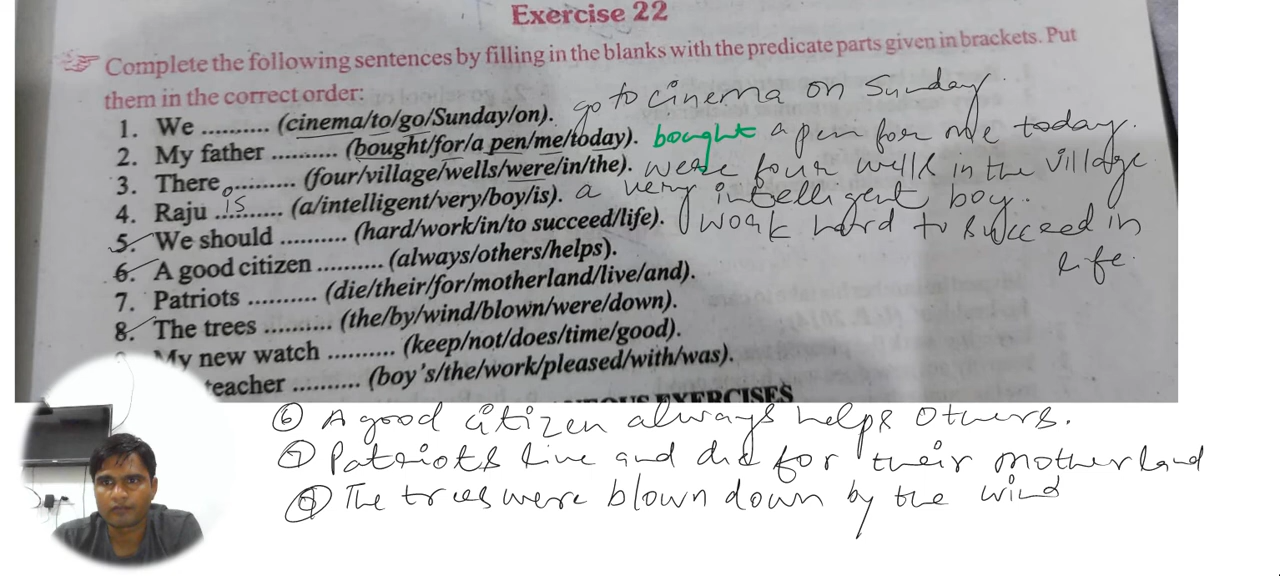 Exercise 22
Complete the following sentences by filling in the blanks with the predicate parts given in brackets. Put
them in the correct order:
1. We .......... (cinema/to/go/Sunday/on). go to cinema on Sunday
2. My father .......... (bought/for/a pen/me/today). bought a pen for me today.
3. There .......... (four/village/wells/were/in/the). were four wells in the village
4. Raju is .......... (a/intelligent/very/boy/is). a very intelligent boy.
5. We should .......... (hard/work/in/to succeed/life). work hard to succeed in
life.
6. A good citizen .......... (always/others/helps).
7. Patriots .......... (die/their/for/motherland/live/and).
8. The trees .......... (the/by/wind/blown/were/down).
My new watch .......... (keep/not/does/time/good).
teacher .......... (boy's/the/work/pleased/with/was).
EXERCISES
6 A good citizen always helps others.
7 Patriots live and die for their motherland
The trees were blown down by the wind